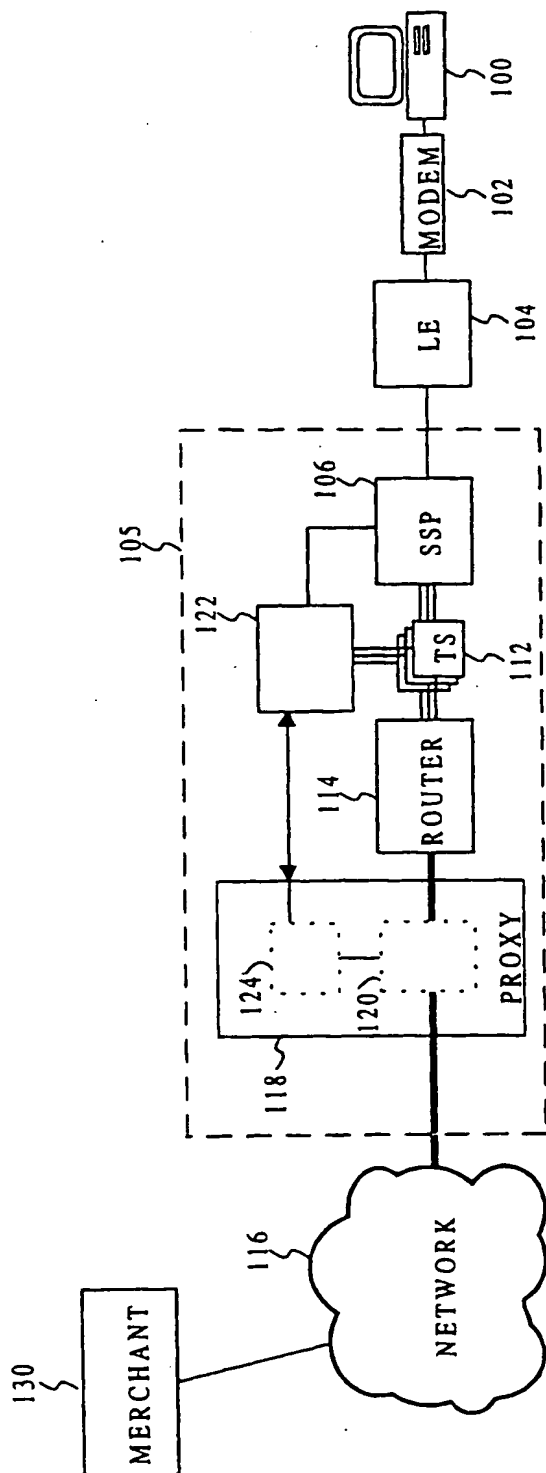 130
MERCHANT
116
NETWORK
105
118
124
120
PROXY
114
ROUTER
122
TS
112
106
SSP
LE
104
MODEM
102
100